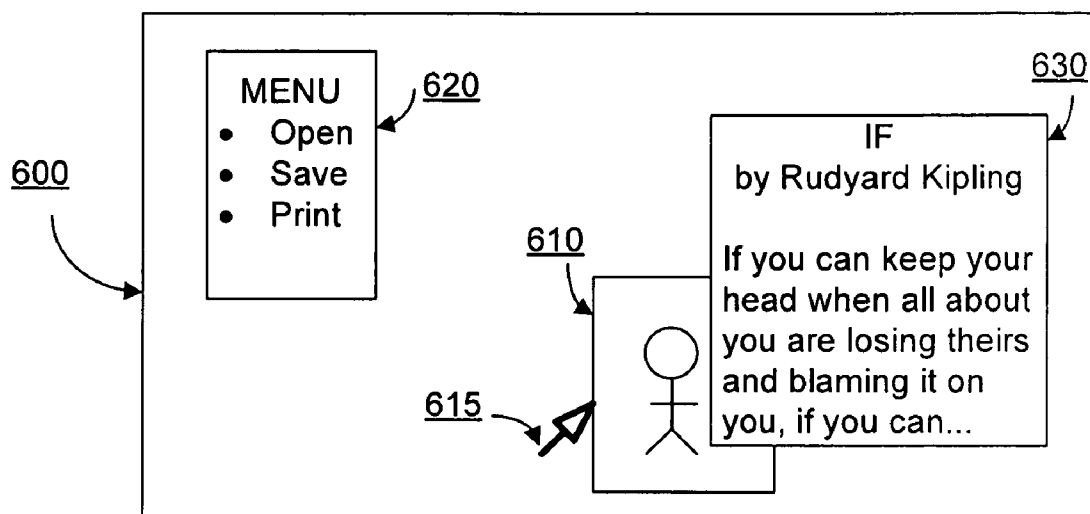 600
MENU
• Open
• Save
• Print
620
630
IF
by Rudyard Kipling
If you can keep your
head when all about
you are losing theirs
and blaming it on
you, if you can...
610
615